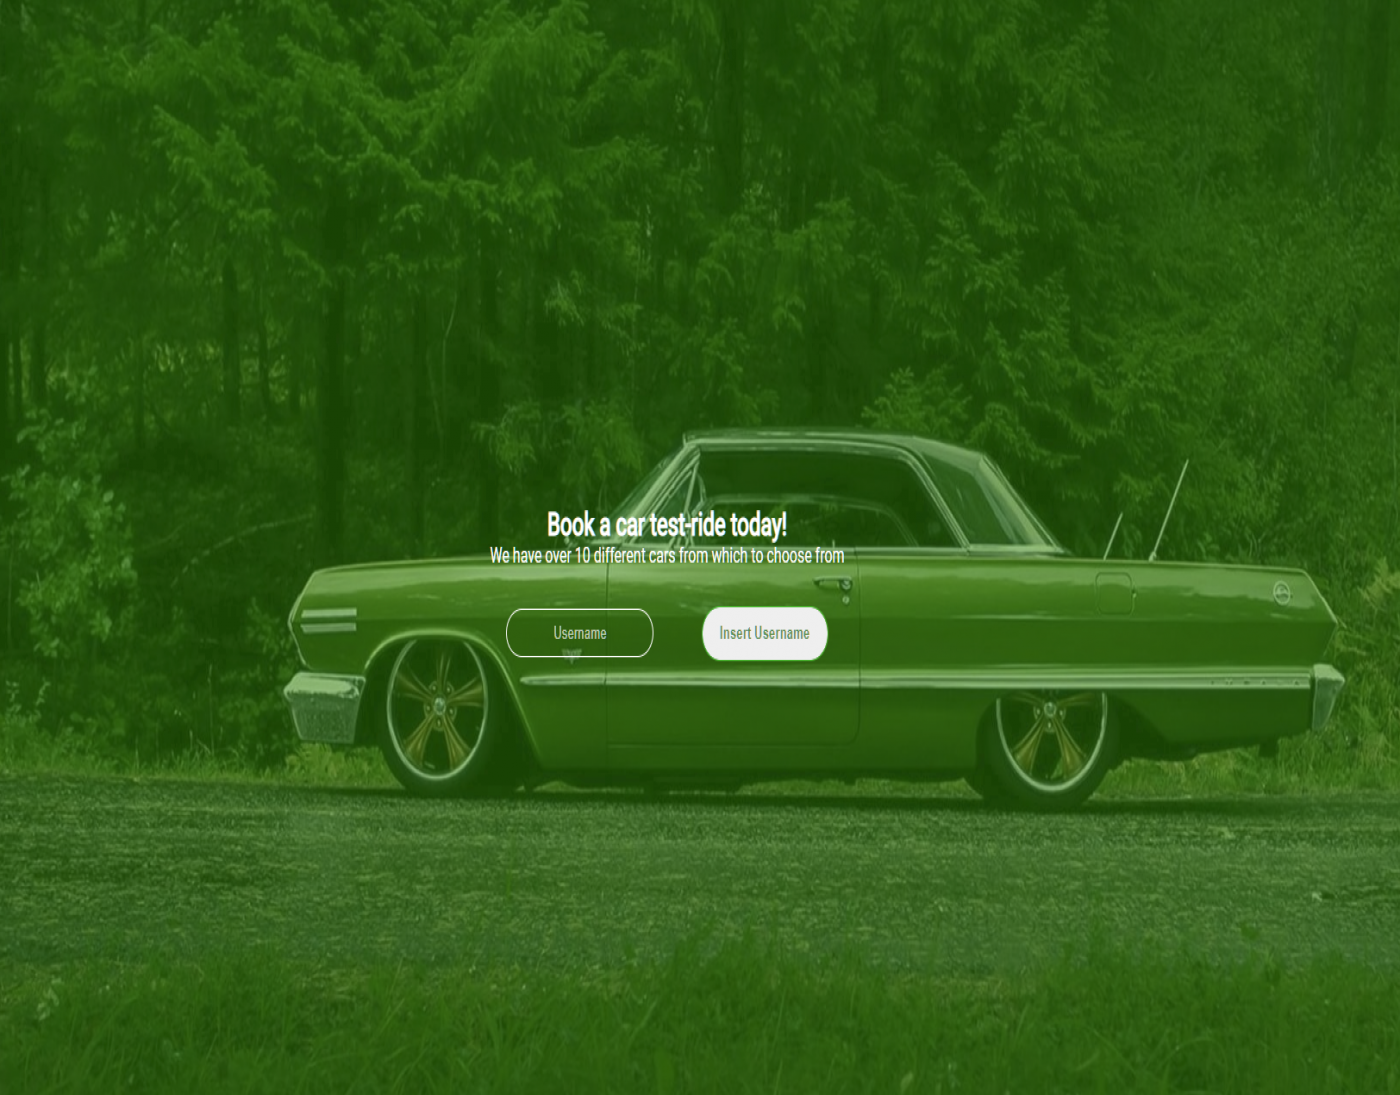 Book a car test-ride today!
We have over 10 different cars from which to choose from
Username
Insert Username